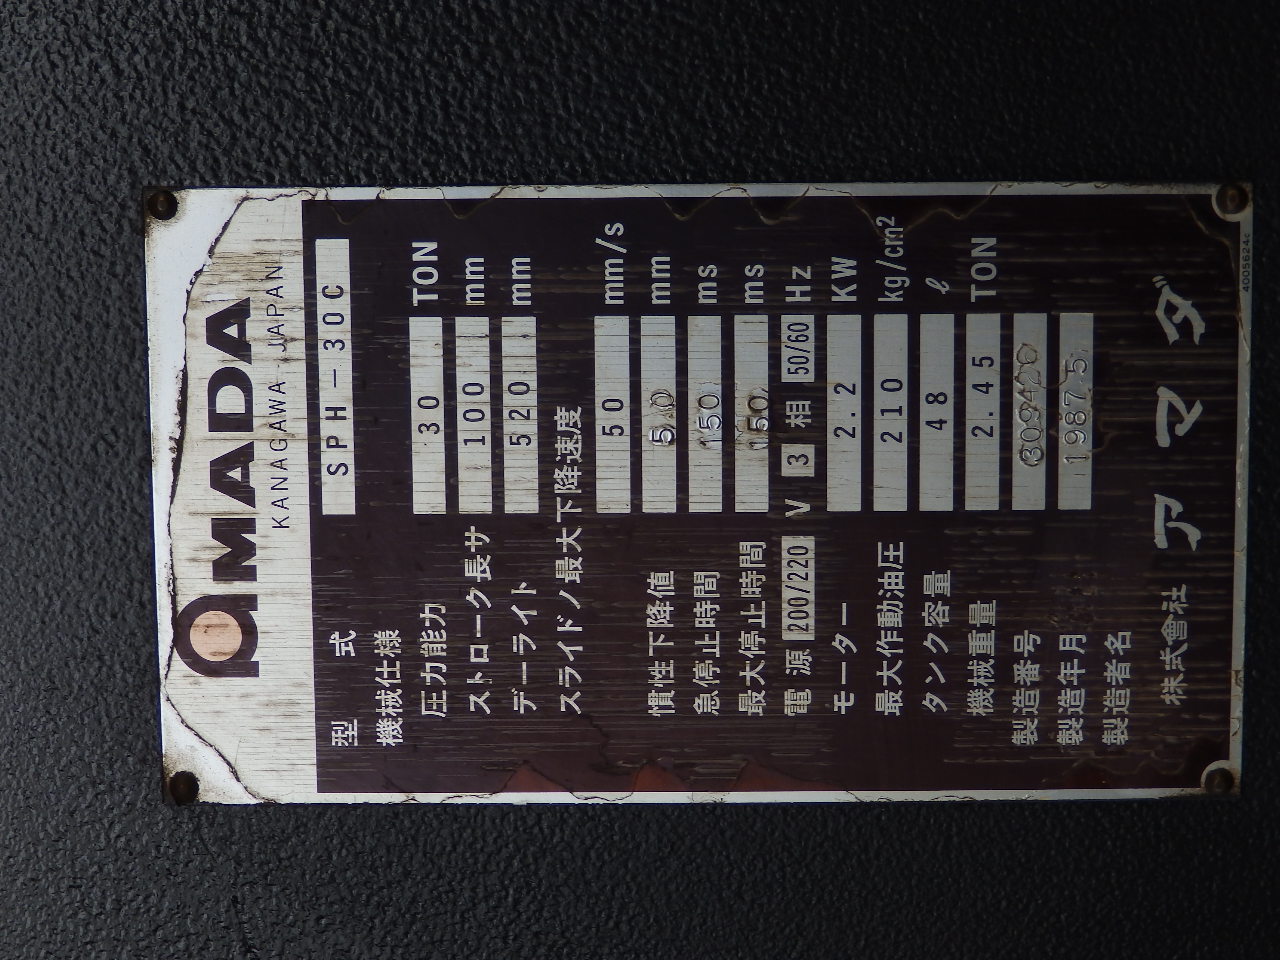 AMADA
KANAGAWA JAPAN
型式 SPH-30C
機械仕様
圧力能力 30 TON
ストローク長サ 100 mm
デーライト 520 mm
スライドノ最大下降速度
50 mm/s
慣性下降値 5.0 mm
急停止時間 150 ms
最大停止時間 150 ms
電源 200/220 V 3 相 50/60 Hz
モーター 2.2 KW
最大作動油圧 210 kg/cm2
タンク容量 48 ℓ
機械重量 2.45 TON
製造番号 309426
製造年月 1987.5
製造者名
株式會社 アマダ
4005624c